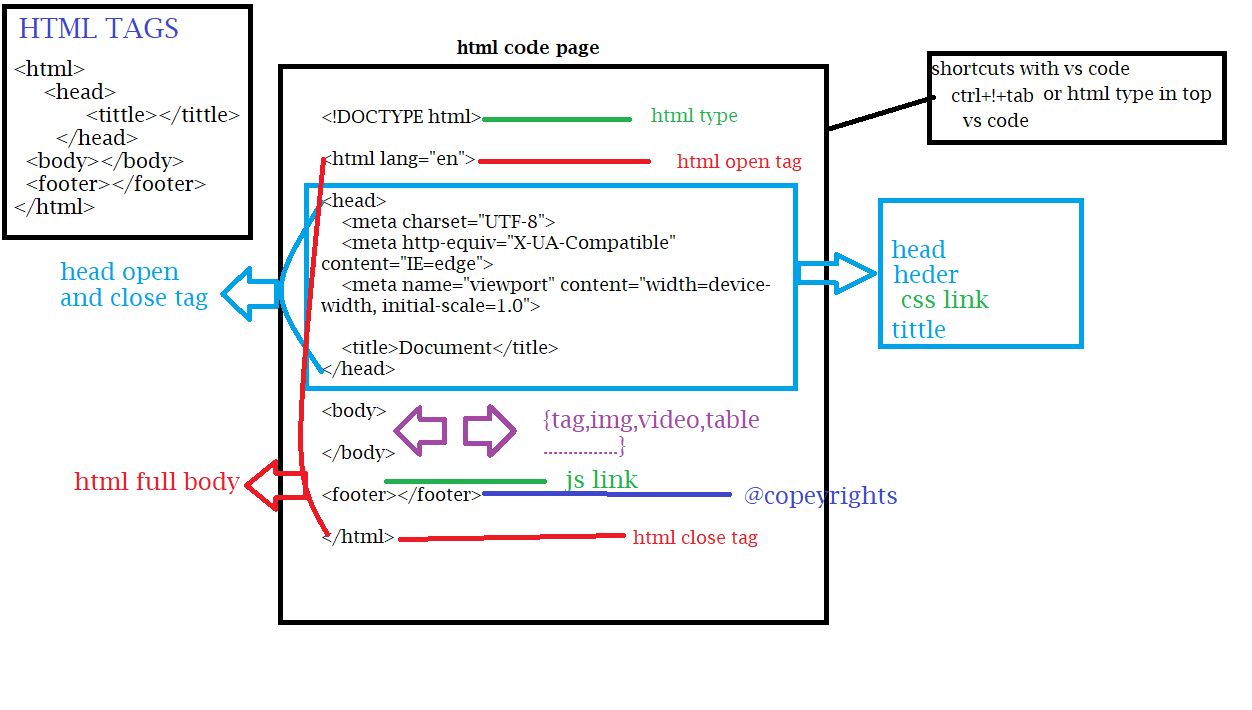 HTML TAGS
<html>
<head>
<tittle></tittle>
</head>
<body></body>
<footer></footer>
</html>
html code page
<!DOCTYPE html>
html type
<html lang="en">
html open tag
<head>
<meta charset="UTF-8">
<meta http-equiv="X-UA-Compatible"
content="IE=edge">
<meta name="viewport" content="width=device-
width, initial-scale=1.0">
<title>Document</title>
</head>
head open
and close tag
<body>
{tag,img,video,table
...............}
</body>
js link
<footer></footer>
@copeyrights
</html>
html close tag
html full body
shortcuts with vs code
ctrl+!+tab or html type in top
vs code
head
heder
css link
tittle